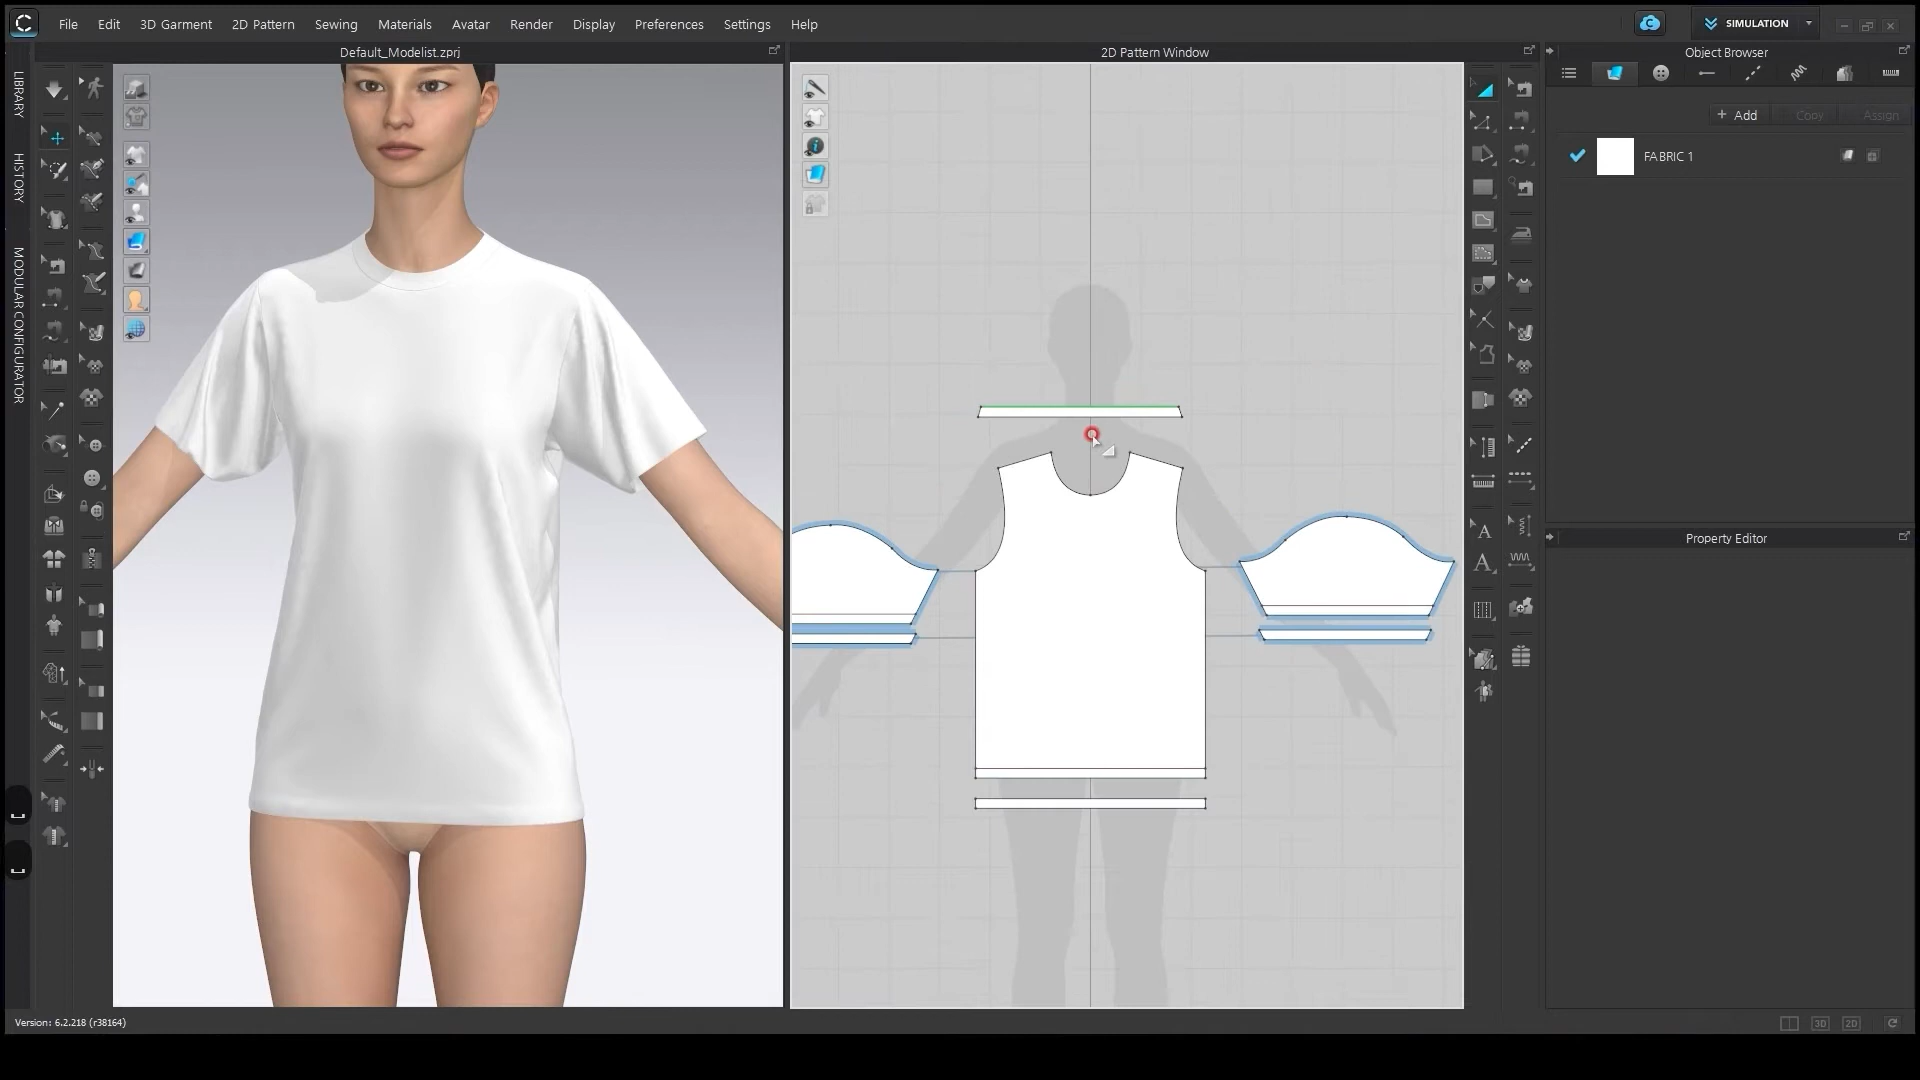 File Edit 3D Garment 2D Pattern Sewing Materials Avatar Render Display Preferences Settings Help
SIMULATION
Default_Modelist.zprj
2D Pattern Window
Object Browser
LIBRARY
HISTORY
MODULAR CONFIGURATOR
+ Add Copy Assign
FABRIC 1
Property Editor
A
A
Version: 6.2.218 (r38164)
3D 2D